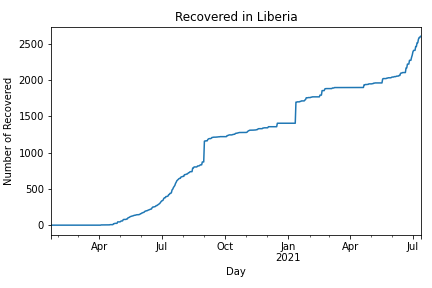 Recovered in Liberia
Number of Recovered
2500
2000
1500
1000
500
0
Apr
Jul
Oct
Jan
2021
Apr
Jul
Day